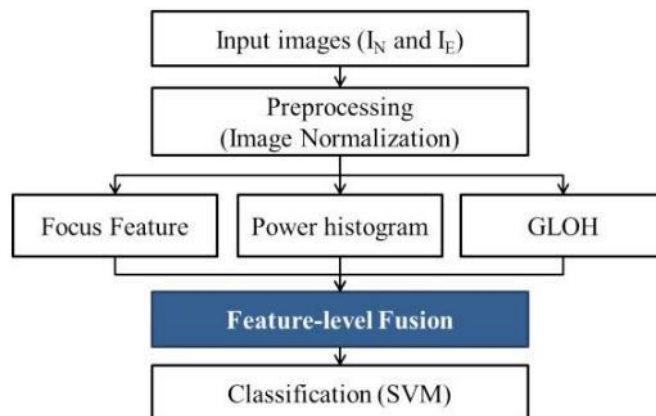 Input images (I_N and I_E)
Preprocessing
(Image Normalization)
Focus Feature
Power histogram
GLOH
Feature-level Fusion
Classification (SVM)